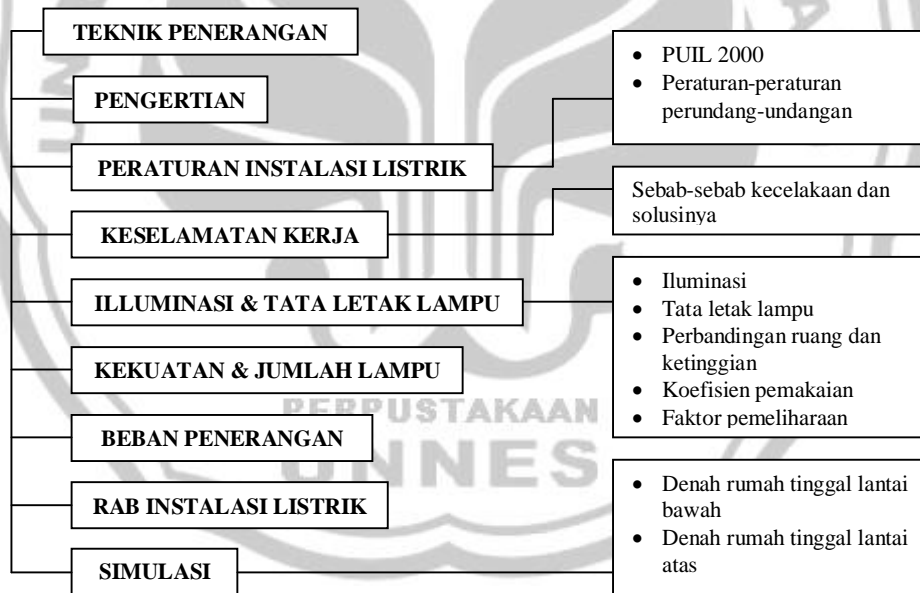 TEKNIK PENERANGAN
PENGERTIAN
PERATURAN INSTALASI LISTRIK
KESELAMATAN KERJA
ILLUMINASI & TATA LETAK LAMPU
KEKUATAN & JUMLAH LAMPU
BEBAN PENERANGAN
RAB INSTALASI LISTRIK
SIMULASI
• PUIL 2000
• Peraturan-peraturan
perundang-undangan
Sebab-sebab kecelakaan dan
solusinya
• Iluminasi
• Tata letak lampu
• Perbandingan ruang dan
ketinggian
• Koefisien pemakaian
• Faktor pemeliharaan
• Denah rumah tinggal lantai
bawah
• Denah rumah tinggal lantai
atas
PERPUSTAKAAN
UNNES